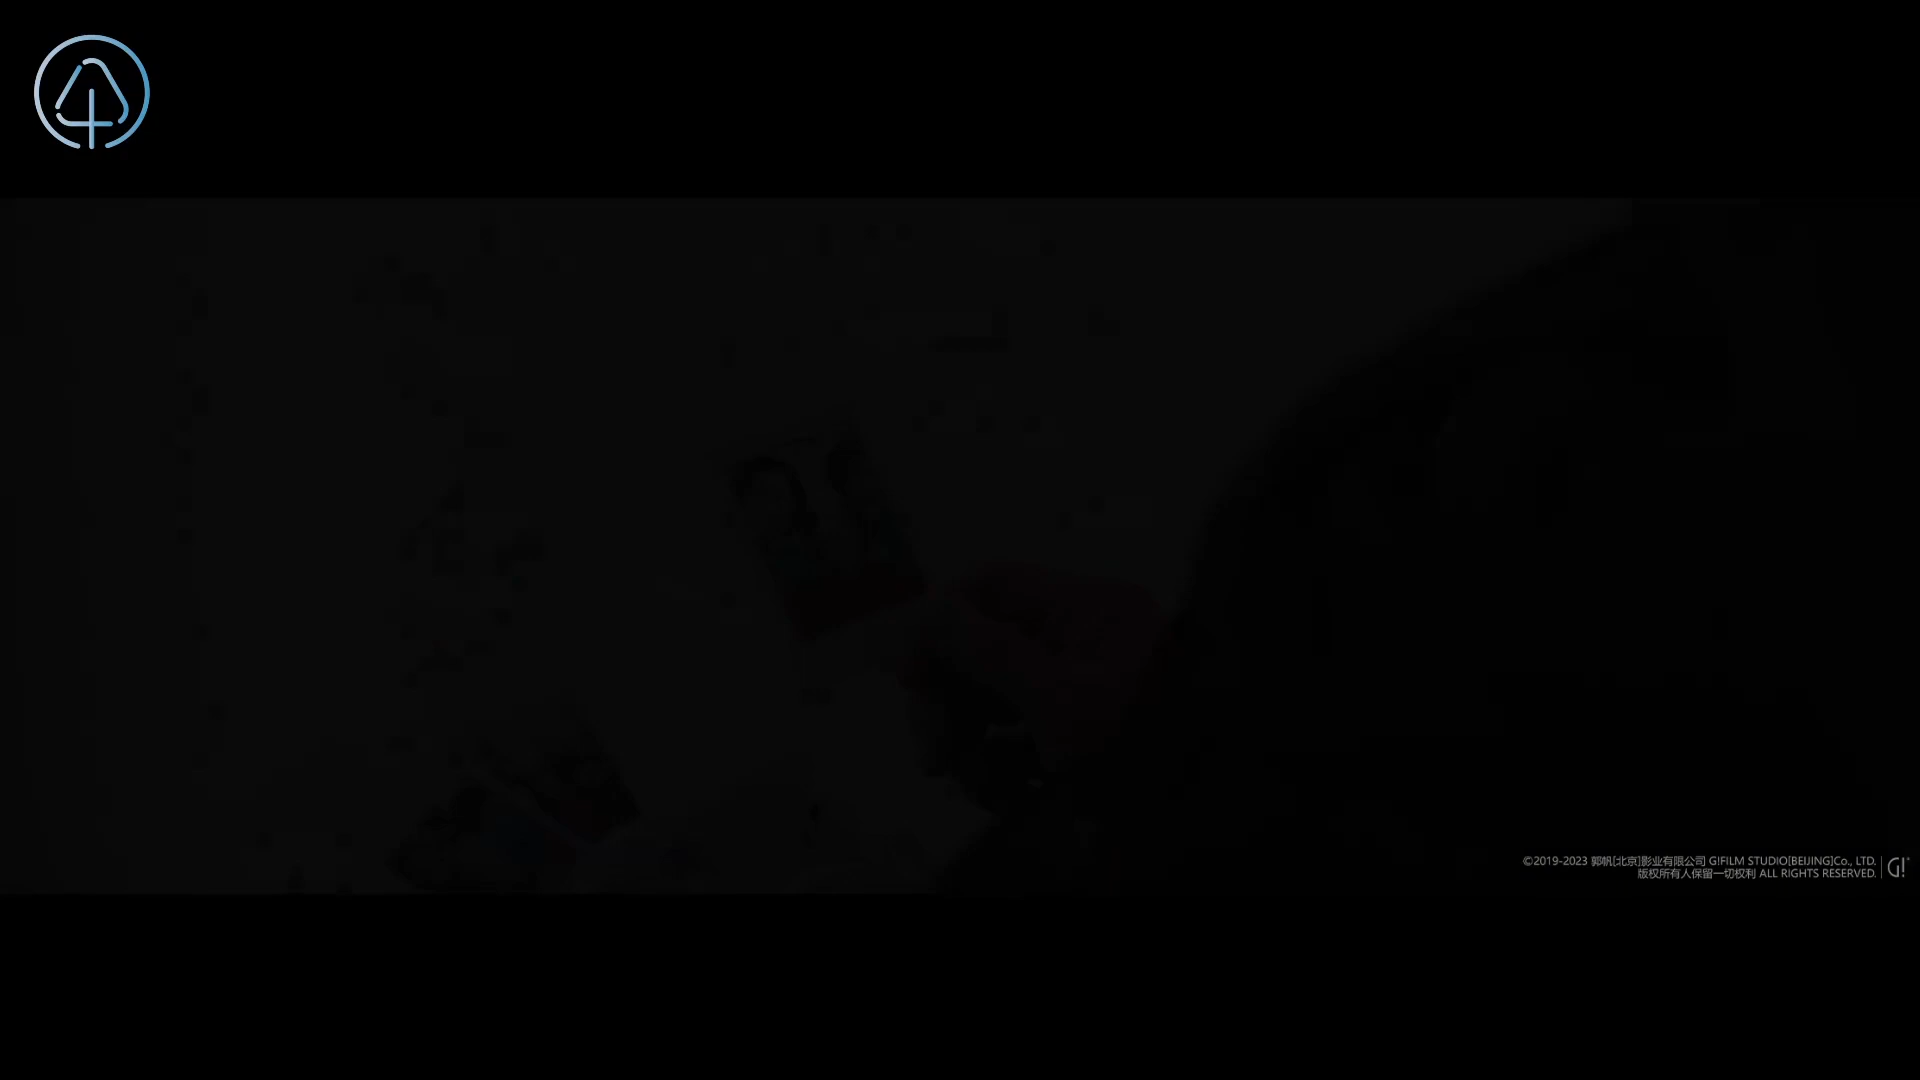 ©2019-2023 郭帆[北京]影业有限公司 G!FILM STUDIO[BEIJING]Co., LTD.
版权所有人保留一切权利 ALL RIGHTS RESERVED.
G!